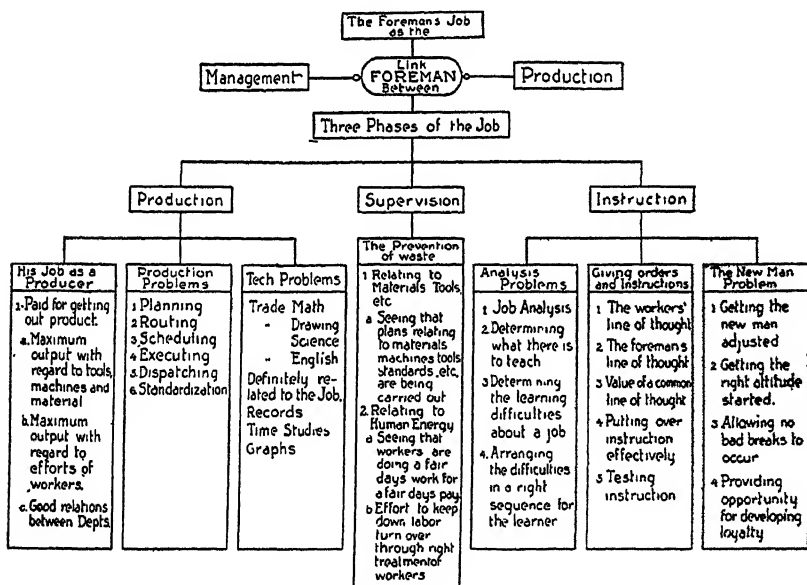 The Foreman's Job
as the
Link
FOREMAN
Between
Management
Production
Three Phases of the Job
Production
Supervision
Instruction
His Job as a
Producer
1. Paid for getting
out product.
a. Maximum
output with
regard to tools,
machines and
material
b. Maximum
output with
regard to
efforts of
workers.
c. Good relations
between Depts.
Production
Problems
1 Planning
2 Routing
3 Scheduling
4 Executing
5 Dispatching
6 Standardization
Tech Problems
Trade Math
" Drawing
Science
" English
Definitely re-
lated to the Job.
Records
Time Studies
Graphs
The Prevention
of waste
1 Relating to
Materials Tools,
etc
a Seeing that
plans relating
to materials
machines tools
standards, etc.
are being
carried out
2. Relating to
Human Energy
a Seeing that
workers are
doing a fair
days work for
a fair days pay.
b Effort to keep
down labor
turn over
through right
treatment of
workers
Analysis
Problems
1 Job Analysis
2 Determining
what there is
to teach
3 Determining
the learning
difficulties
about a job
4. Arranging
the difficulties
in a right
sequence for
the learner
Giving orders
and Instructions
1 The workers'
line of thought
2. The foreman's
line of thought
3 Value of a common
line of thought
4 Putting over
instruction
effectively
5 Testing
instruction
The New Man
Problem
1 Getting the
new man
adjusted
2 Getting the
right attitude
started.
3 Allowing no
bad breaks to
occur
4 Providing
opportunity
for developing
loyalty